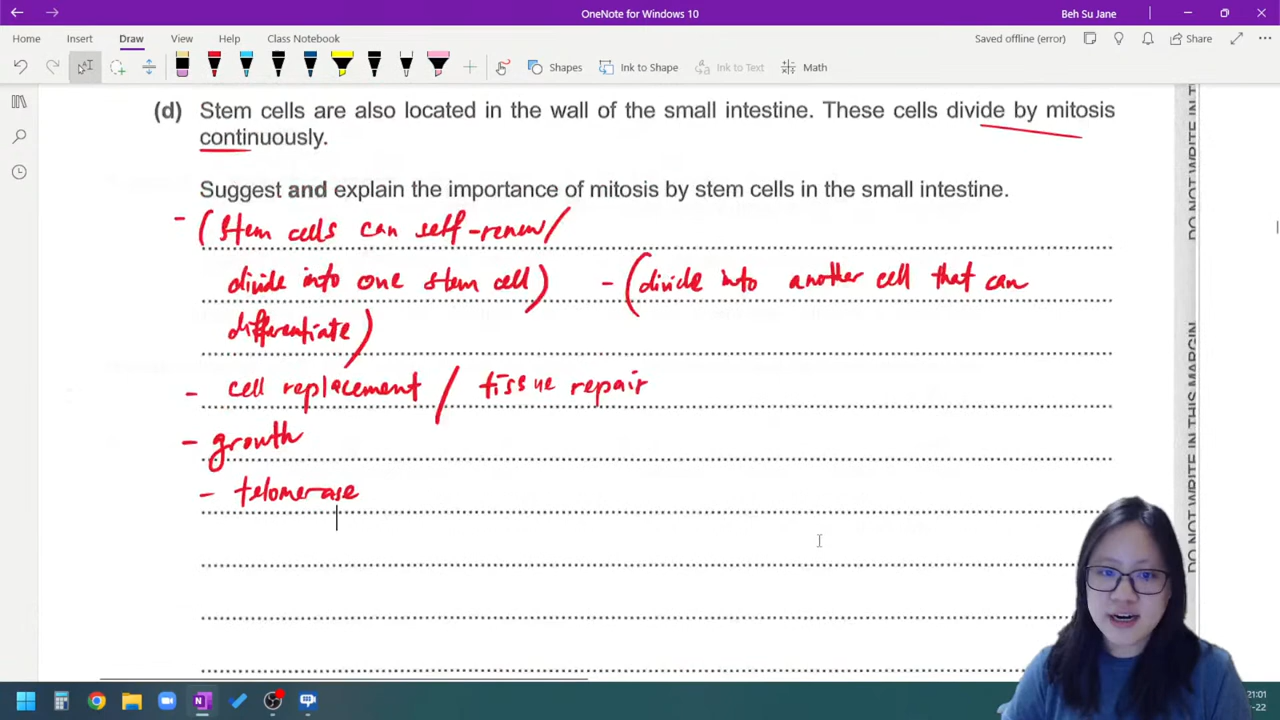 OneNote for Windows 10
Beh Su Jane
Home Insert Draw View Help Class Notebook
Saved offline (error)
Share
Shapes
Ink to Shape
Ink to Text
Math
(d) Stem cells are also located in the wall of the small intestine. These cells divide by mitosis
continuously.
Suggest and explain the importance of mitosis by stem cells in the small intestine.
- (Stem cells can self-renew/
divide into one stem cell) - (divide into another cell that can
differentiate)
- cell replacement / tissue repair
- growth
- telomerase
DO NOT WRITE IN THIS MARGIN
21:01
-22